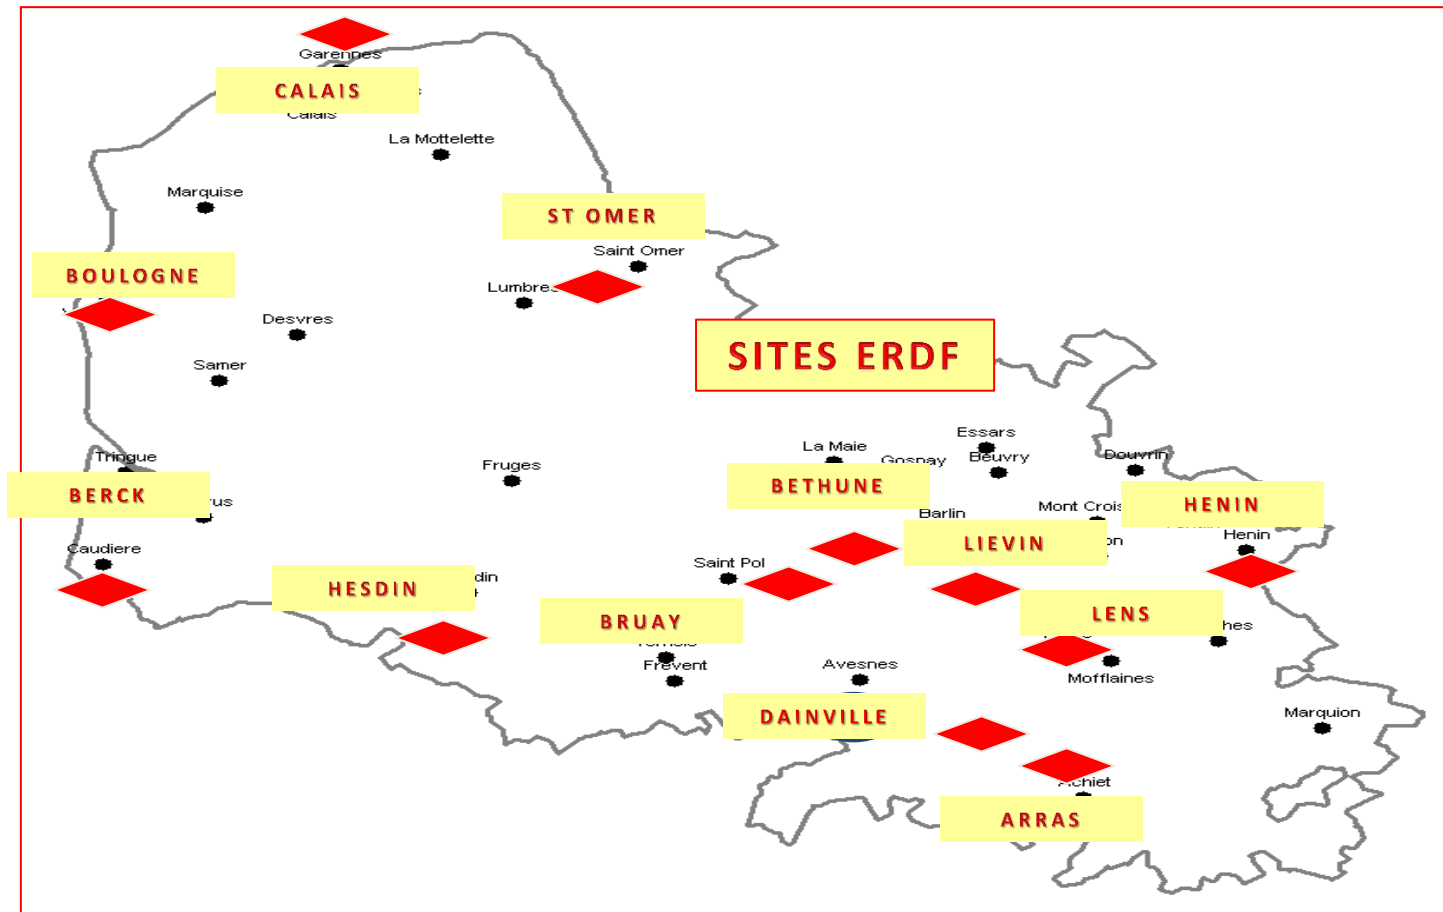 Garennes
CALAIS
Calais
La Mottelette
Marquise
ST OMER
Saint Omer
BOULOGNE
Lumbres
Desvres
SITES ERDF
Samer
Essars
La Maie
Gosnay
Beuvry
Douvrin
Tringue
Fruges
BETHUNE
BERCK
HENIN
Barlin
Mont Crois
LIEVIN
Henin
Caudiere
Saint Pol
HESDIN
LENS
BRUAY
Frevent
Avesnes
Mofflaines
DAINVILLE
Marquion
Achiet
ARRAS